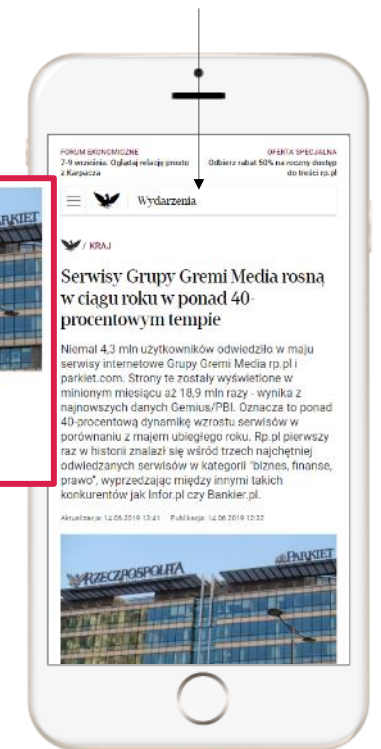 FORUM EKONOMICZNE
7-9 września. Oglądaj relację prosto
z Karpacza
OFERTA SPECJALNA
Odbierz rabat 50% na roczny dostęp
do treści rp.pl
Wydarzenia
/ KRAJ
Serwisy Grupy Gremi Media rosną
w ciągu roku w ponad 40-
procentowym tempie
Niemal 4,3 mln użytkowników odwiedziło w maju
serwisy internetowe Grupy Gremi Media rp.pl i
parkiet.com. Strony te zostały wyświetlone w
minionym miesiącu aż 18,9 mln razy - wynika z
najnowszych danych Gemius/PBI. Oznacza to ponad
40-procentową dynamikę wzrostu serwisów w
porównaniu z majem ubiegłego roku. Rp.pl pierwszy
raz w historii znalazł się wśród trzech najchętniej
odwiedzanych serwisów w kategorii "biznes, finanse,
prawo", wyprzedzając między innymi takich
konkurentów jak Infor.pl czy Bankier.pl.
Aktualizacja: 14.06.2019 13:41 Publikacja: 14.06.2019 12:32
RZECZPOSPOLITA
PARKIET
PARKIET